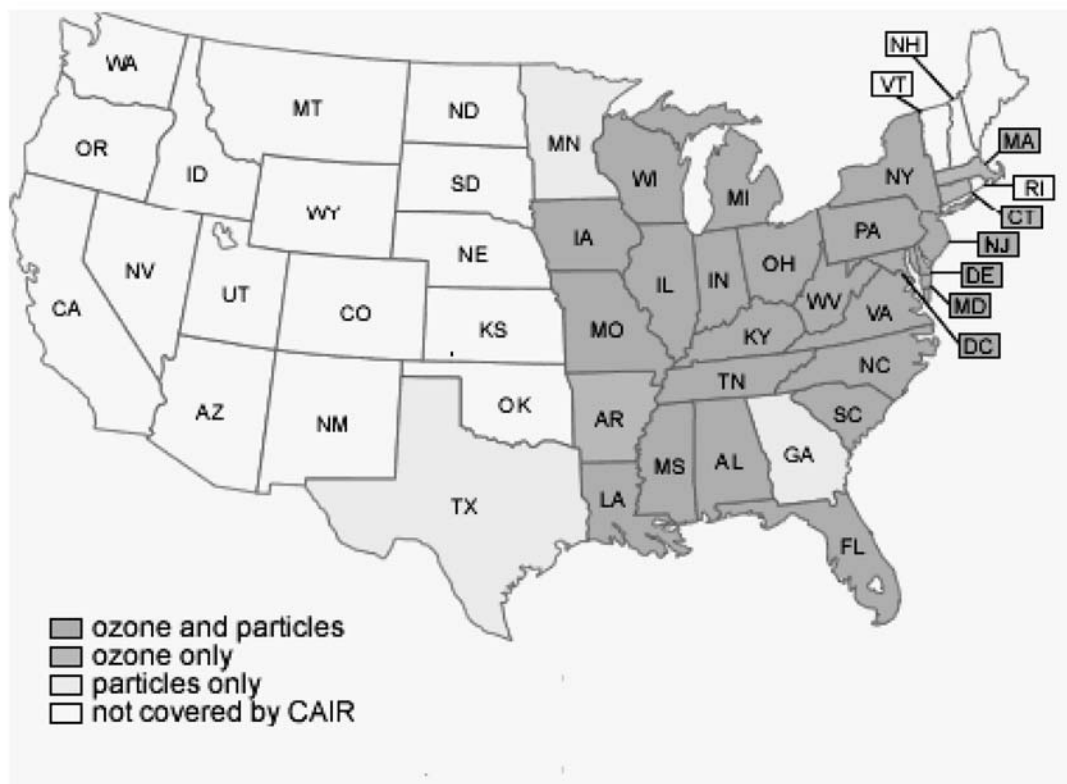 NH
WA
VT
MT
ND
MN
MA
OR
ID
WI
NY
SD
MI
RI
WY
CT
IA
PA
NE
NJ
NV
OH
DE
IL
IN
UT
CO
WV
MD
CA
VA
KS
MO
KY
DC
NC
TN
OK
AZ
AR
SC
NM
GA
MS
AL
LA
TX
FL
ozone and particles
ozone only
particles only
not covered by CAIR